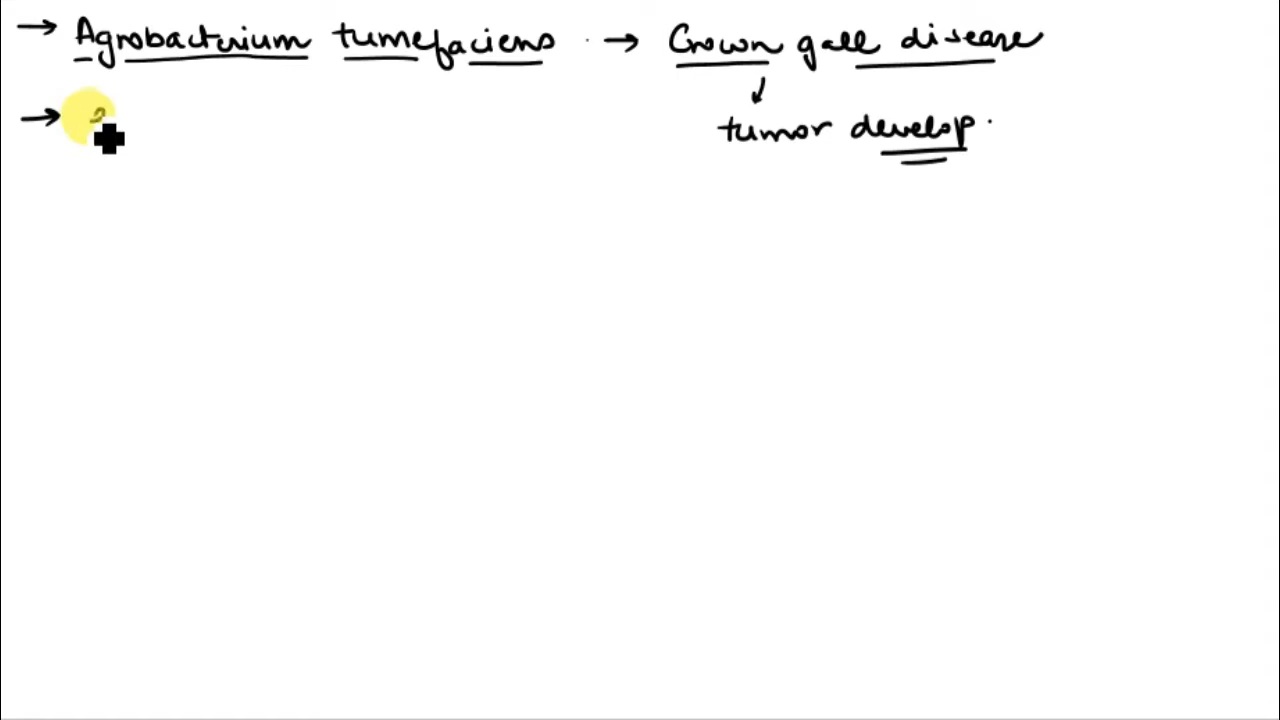 → Agrobacterium tumefaciens → Crown gall disease
↓
tumor develop.
→